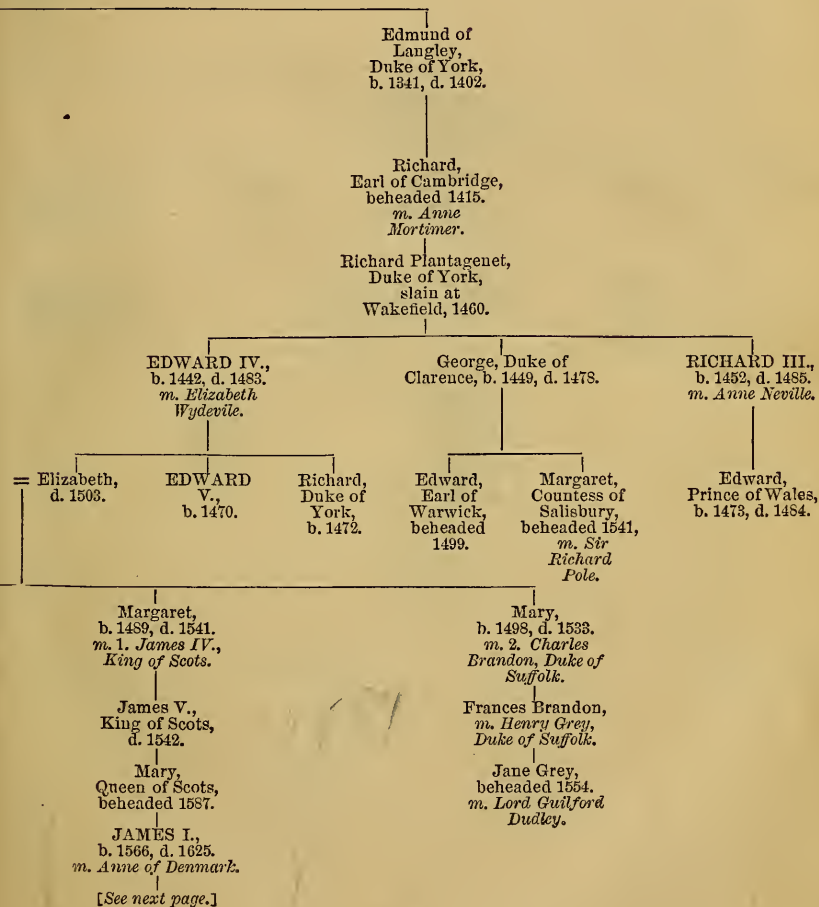 Edmund of
Langley,
Duke of York,
b. 1341, d. 1402.
Richard,
Earl of Cambridge,
beheaded 1415.
m. Anne
Mortimer.
Richard Plantagenet,
Duke of York,
slain at
Wakefield, 1460.
EDWARD IV.,
b. 1442, d. 1483.
m. Elizabeth
Wydevile.
George, Duke of
Clarence, b. 1449, d. 1478.
RICHARD III.,
b. 1452, d. 1485.
m. Anne Neville.
= Elizabeth,
d. 1503.
EDWARD
V.,
b. 1470.
Richard,
Duke of
York,
b. 1472.
Edward,
Earl of
Warwick,
beheaded
1499.
Margaret,
Countess of
Salisbury,
beheaded 1541,
m. Sir
Richard
Pole.
Edward,
Prince of Wales,
b. 1473, d. 1484.
Margaret,
b. 1489, d. 1541.
m. 1. James IV.,
King of Scots.
James V.,
King of Scots,
d. 1542.
Mary,
Queen of Scots,
beheaded 1587.
JAMES I.,
b. 1566, d. 1625.
m. Anne of Denmark.
[See next page.]
Mary,
b. 1498, d. 1533.
m. 2. Charles
Brandon, Duke of
Suffolk.
Frances Brandon,
m. Henry Grey,
Duke of Suffolk.
Jane Grey,
beheaded 1554.
m. Lord Guilford
Dudley.